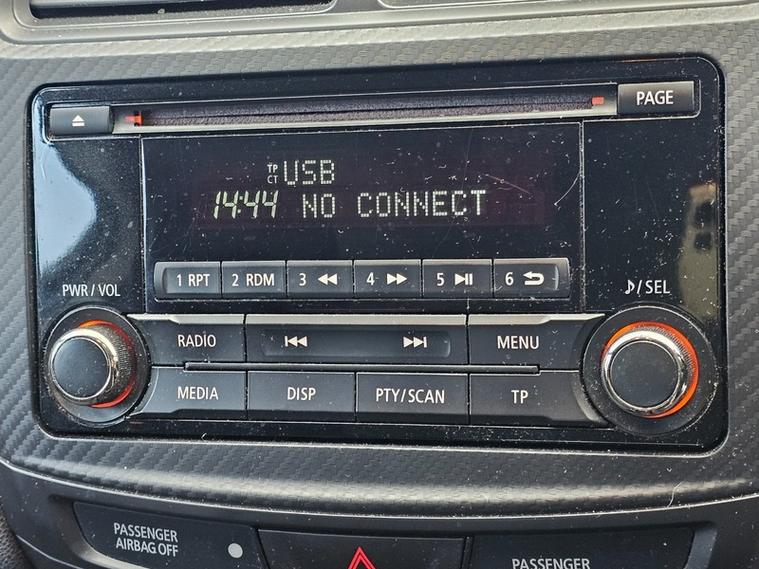 PAGE
TP
CT
USB
14:44 NO CONNECT
PWR/VOL
1 RPT
2 RDM
3
4
5
6
♪/SEL
RADIO
MENU
MEDIA
DISP
PTY/SCAN
TP
PASSENGER
AIRBAG OFF
PASSENGER